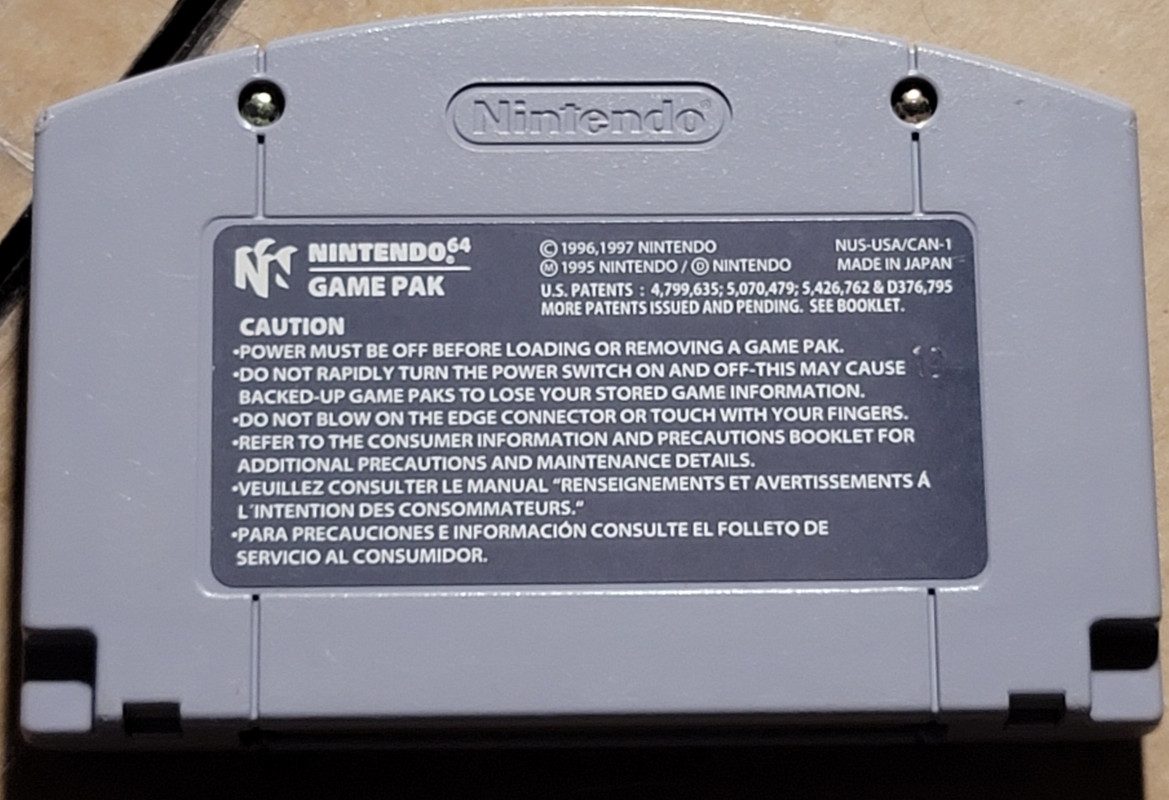 Nintendo®
NINTENDO.64
GAME PAK
© 1996,1997 NINTENDO
Ⓜ 1995 NINTENDO / Ⓓ NINTENDO
NUS-USA/CAN-1
MADE IN JAPAN
U.S. PATENTS : 4,799,635; 5,070,479; 5,426,762 & D376,795
MORE PATENTS ISSUED AND PENDING. SEE BOOKLET.
CAUTION
•POWER MUST BE OFF BEFORE LOADING OR REMOVING A GAME PAK.
•DO NOT RAPIDLY TURN THE POWER SWITCH ON AND OFF-THIS MAY CAUSE
BACKED-UP GAME PAKS TO LOSE YOUR STORED GAME INFORMATION.
•DO NOT BLOW ON THE EDGE CONNECTOR OR TOUCH WITH YOUR FINGERS.
•REFER TO THE CONSUMER INFORMATION AND PRECAUTIONS BOOKLET FOR
ADDITIONAL PRECAUTIONS AND MAINTENANCE DETAILS.
•VEUILLEZ CONSULTER LE MANUAL "RENSEIGNEMENTS ET AVERTISSEMENTS Á
L'INTENTION DES CONSOMMATEURS."
•PARA PRECAUCIONES E INFORMACIÓN CONSULTE EL FOLLETO DE
SERVICIO AL CONSUMIDOR.